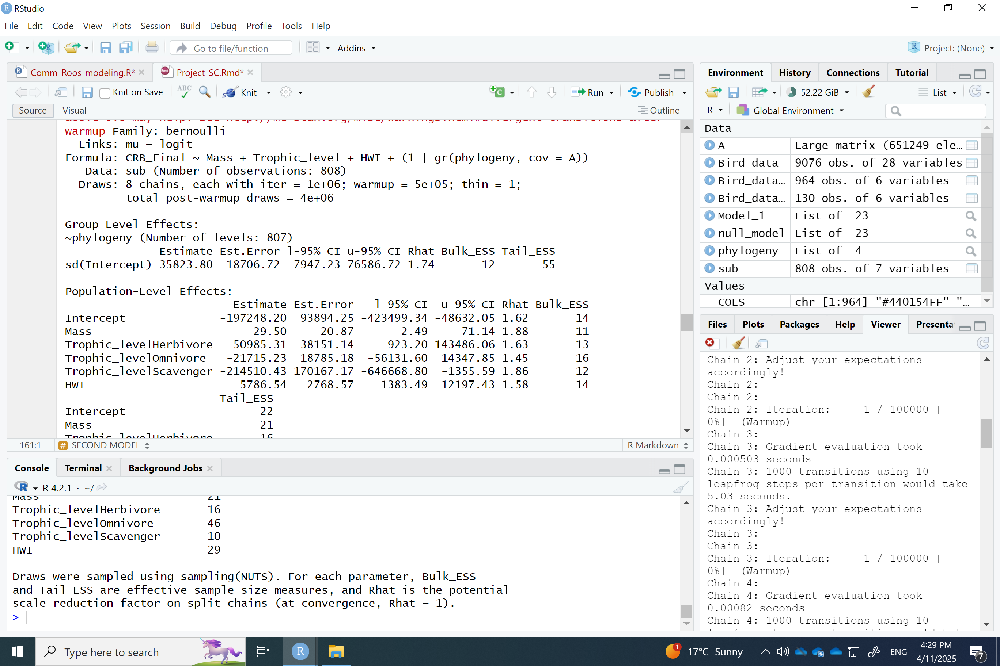 RStudio
File Edit Code View Plots Session Build Debug Profile Tools Help
Go to file/function Addins Project: (None)
Comm_Roos_modeling.R* Project_SC.Rmd*
Knit on Save ABC Knit Run Publish
Source Visual Outline
warmup Family: bernoulli
Links: mu = logit
Formula: CRB_Final ~ Mass + Trophic_level + HWI + (1 | gr(phylogeny, cov = A))
Data: sub (Number of observations: 808)
Draws: 8 chains, each with iter = 1e+06; warmup = 5e+05; thin = 1;
total post-warmup draws = 4e+06
Group-Level Effects:
~phylogeny (Number of levels: 807)
Estimate Est.Error l-95% CI u-95% CI Rhat Bulk_ESS Tail_ESS
sd(Intercept) 35823.80 18706.72 7947.23 76586.72 1.74 12 55
Population-Level Effects:
Estimate Est.Error l-95% CI u-95% CI Rhat Bulk_ESS
Intercept -197248.20 93894.25 -423499.34 -48632.05 1.62 14
Mass 29.50 20.87 2.49 71.14 1.88 11
Trophic_levelHerbivore 50985.31 38151.14 -923.20 143486.06 1.63 13
Trophic_levelOmnivore -21715.23 18785.18 -56131.60 14347.85 1.45 16
Trophic_levelScavenger -214510.43 170167.17 -646668.80 -1355.59 1.86 12
HWI 5786.54 2768.57 1383.49 12197.43 1.58 14
Tail_ESS
Intercept 22
Mass 21
Trophic_levelHerbivore 16
161:1 # SECOND MODEL R Markdown
Console Terminal Background Jobs
R R 4.2.1 · ~/
Mass 21
Trophic_levelHerbivore 16
Trophic_levelOmnivore 46
Trophic_levelScavenger 10
HWI 29
Draws were sampled using sampling(NUTS). For each parameter, Bulk_ESS
and Tail_ESS are effective sample size measures, and Rhat is the potential
scale reduction factor on split chains (at convergence, Rhat = 1).
>
Environment History Connections Tutorial
52.22 GiB List
R Global Environment
Data
A Large matrix (651249 ele…
Bird_data 9076 obs. of 28 variables
Bird_data… 964 obs. of 6 variables
Bird_data… 130 obs. of 6 variables
Model_1 List of 23
null_model List of 23
phylogeny List of 4
sub 808 obs. of 7 variables
Values
COLS chr [1:964] "#440154FF" "…
Files Plots Packages Help Viewer Presenta
Chain 2: Adjust your expectations
accordingly!
Chain 2:
Chain 2:
Chain 2: Iteration: 1 / 100000 [
0%] (Warmup)
Chain 3:
Chain 3: Gradient evaluation took
0.000503 seconds
Chain 3: 1000 transitions using 10
leapfrog steps per transition would take
5.03 seconds.
Chain 3: Adjust your expectations
accordingly!
Chain 3:
Chain 3:
Chain 3: Iteration: 1 / 100000 [
0%] (Warmup)
Chain 4:
Chain 4: Gradient evaluation took
0.00082 seconds
Chain 4: 1000 transitions using 10
Type here to search R 1 17°C Sunny ENG 4:29 PM
4/11/2025 7